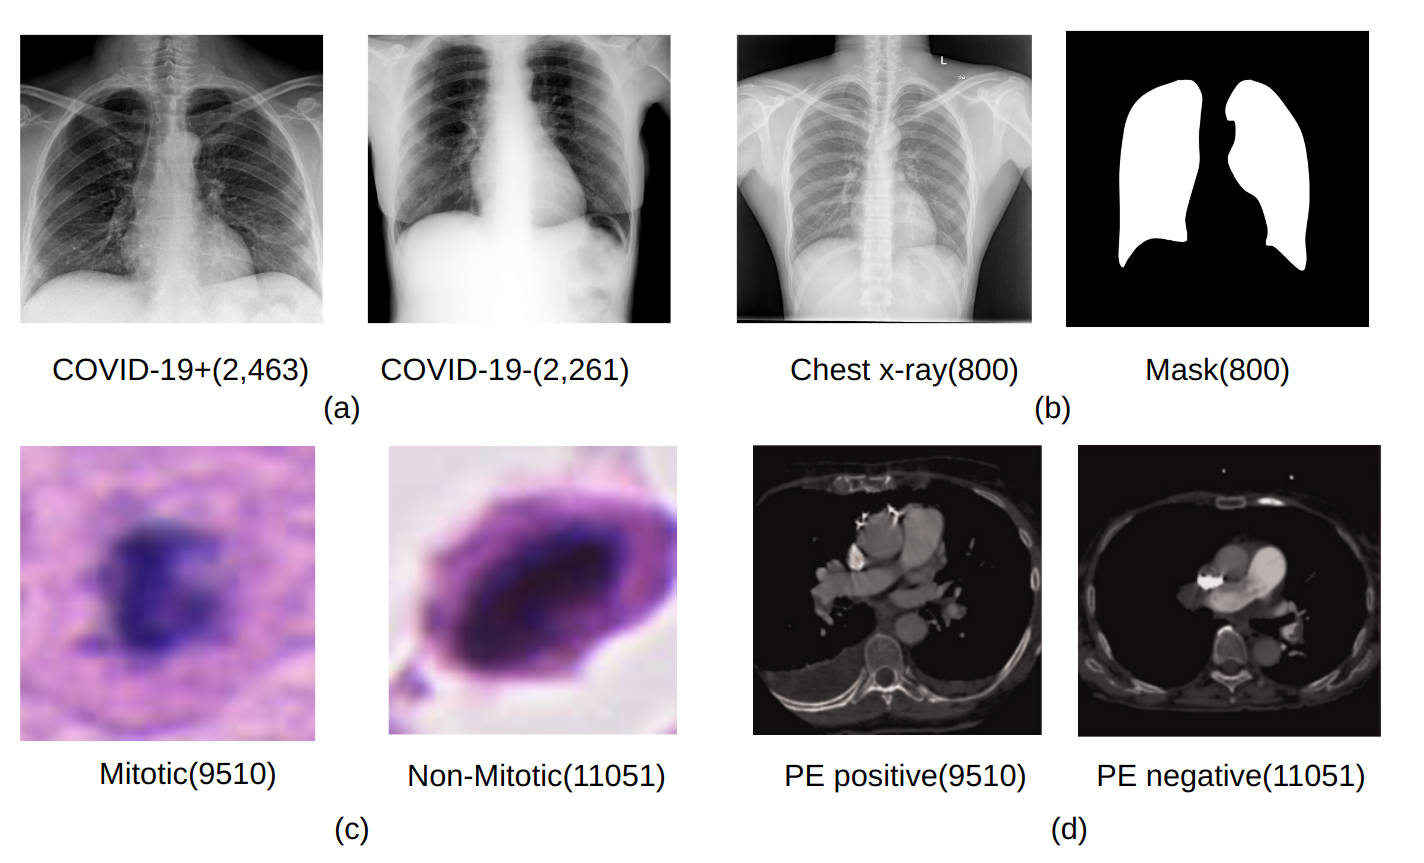 L
COVID-19+(2,463)
COVID-19-(2,261)
Chest x-ray(800)
Mask(800)
(a)
(b)
Mitotic(9510)
Non-Mitotic(11051)
PE positive(9510)
PE negative(11051)
(c)
(d)